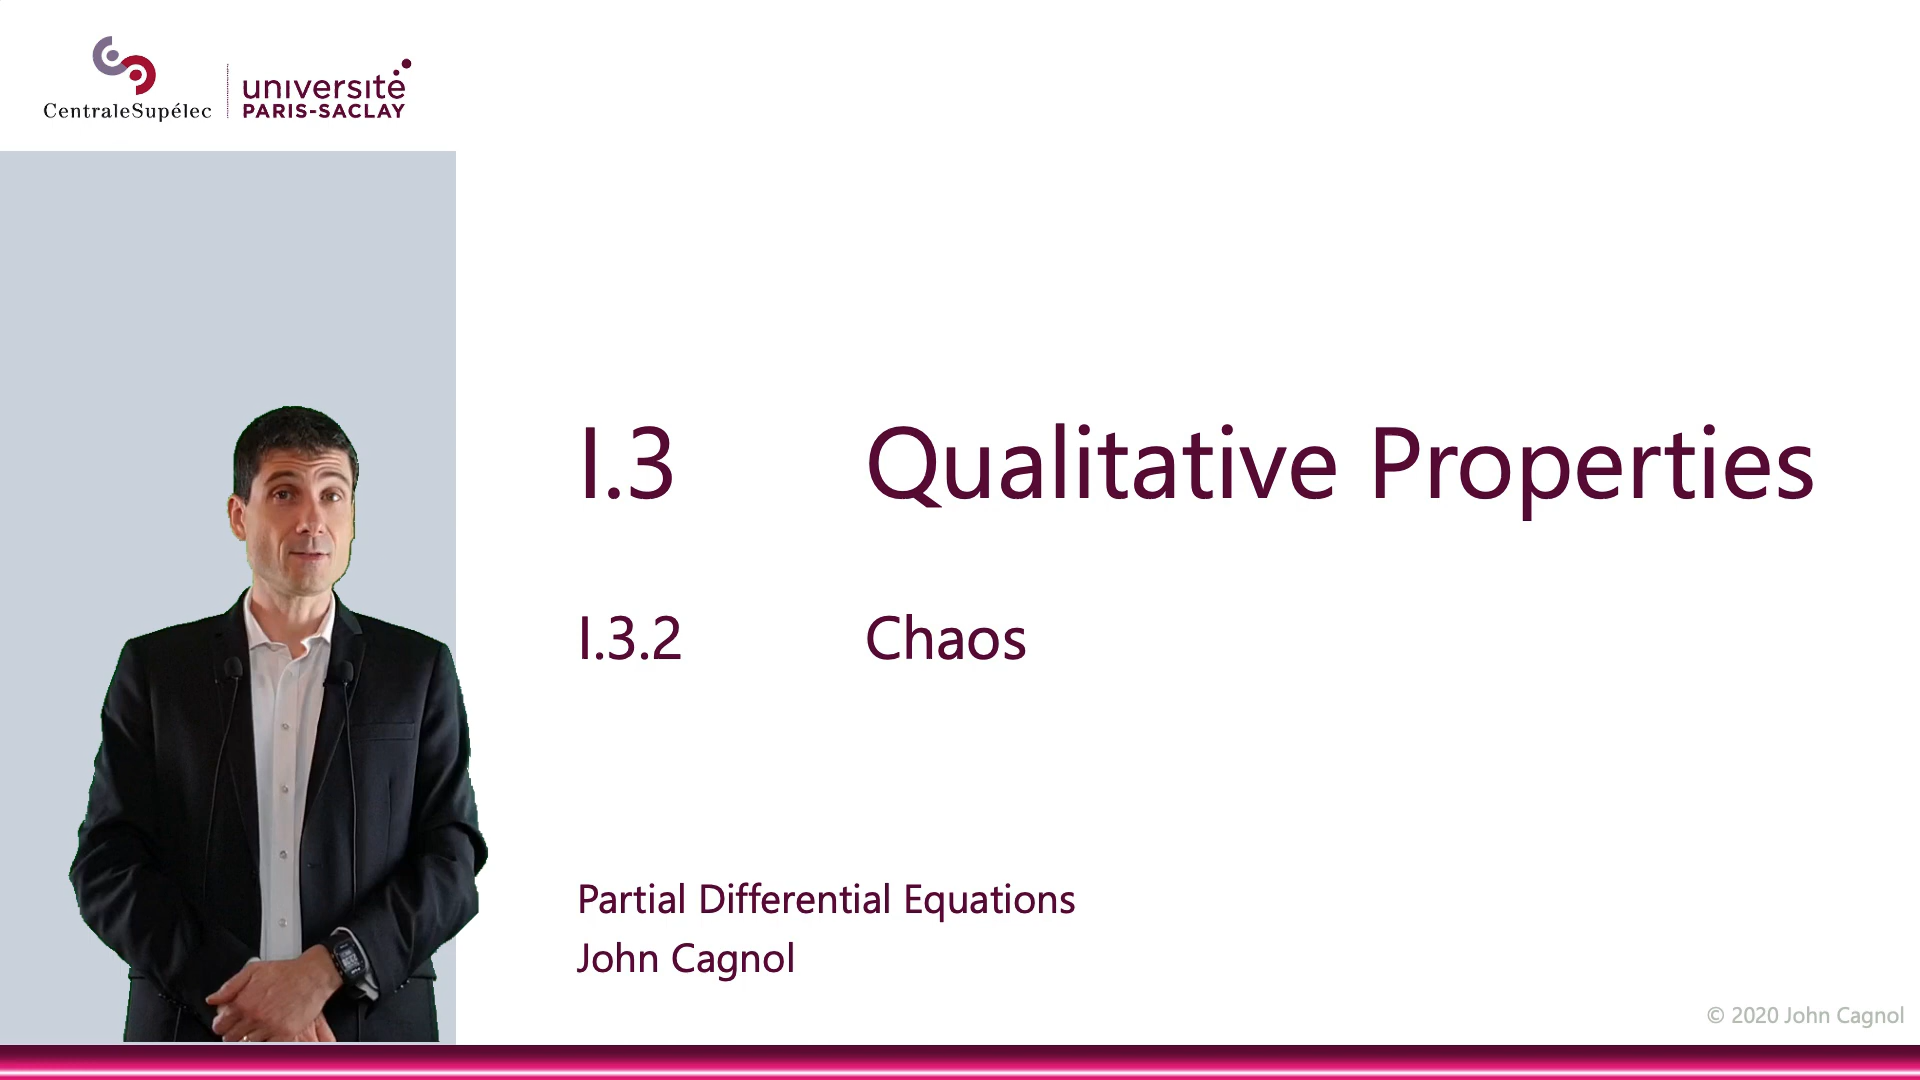 CentraleSupélec
université
PARIS-SACLAY
I.3 Qualitative Properties
I.3.2 Chaos
Partial Differential Equations
John Cagnol
© 2020 John Cagnol